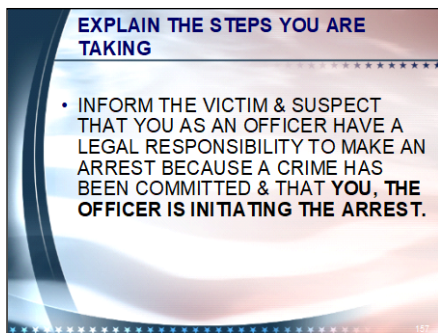 EXPLAIN THE STEPS YOU ARE
TAKING
• INFORM THE VICTIM & SUSPECT
THAT YOU AS AN OFFICER HAVE A
LEGAL RESPONSIBILITY TO MAKE AN
ARREST BECAUSE A CRIME HAS
BEEN COMMITTED & THAT YOU, THE
OFFICER IS INITIATING THE ARREST.
157